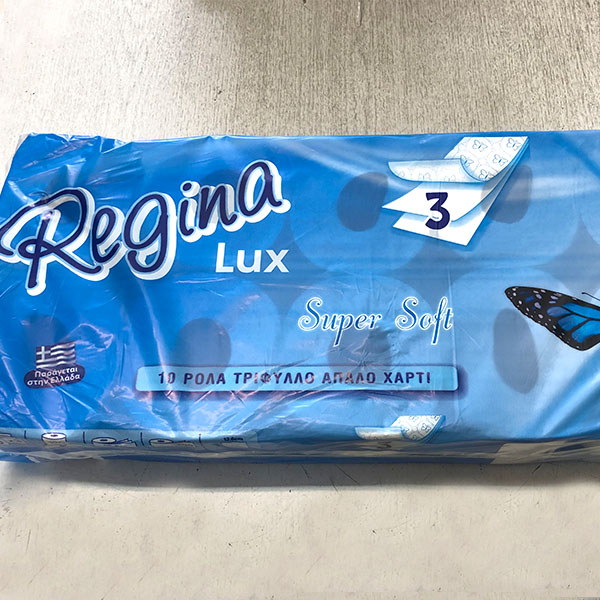 Regina
Lux
3
Super Soft
Παράγεται
στην Ελλάδα
10 ΡΟΛΑ ΤΡΙΦΥΛΛΟ ΑΠΑΛΟ ΧΑΡΤΙ